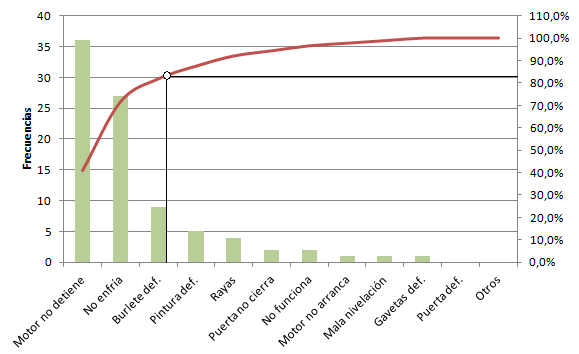 40
35
30
25
20
15
10
5
0
Frecuencias
110,0%
100,0%
90,0%
80,0%
70,0%
60,0%
50,0%
40,0%
30,0%
20,0%
10,0%
0,0%
Motor no detiene
No enfría
Burlete def.
Pintura def.
Rayas
Puerta no cierra
No funciona
Motor no arranca
Mala nivelación
Gavetas def.
Puerta def.
Otros